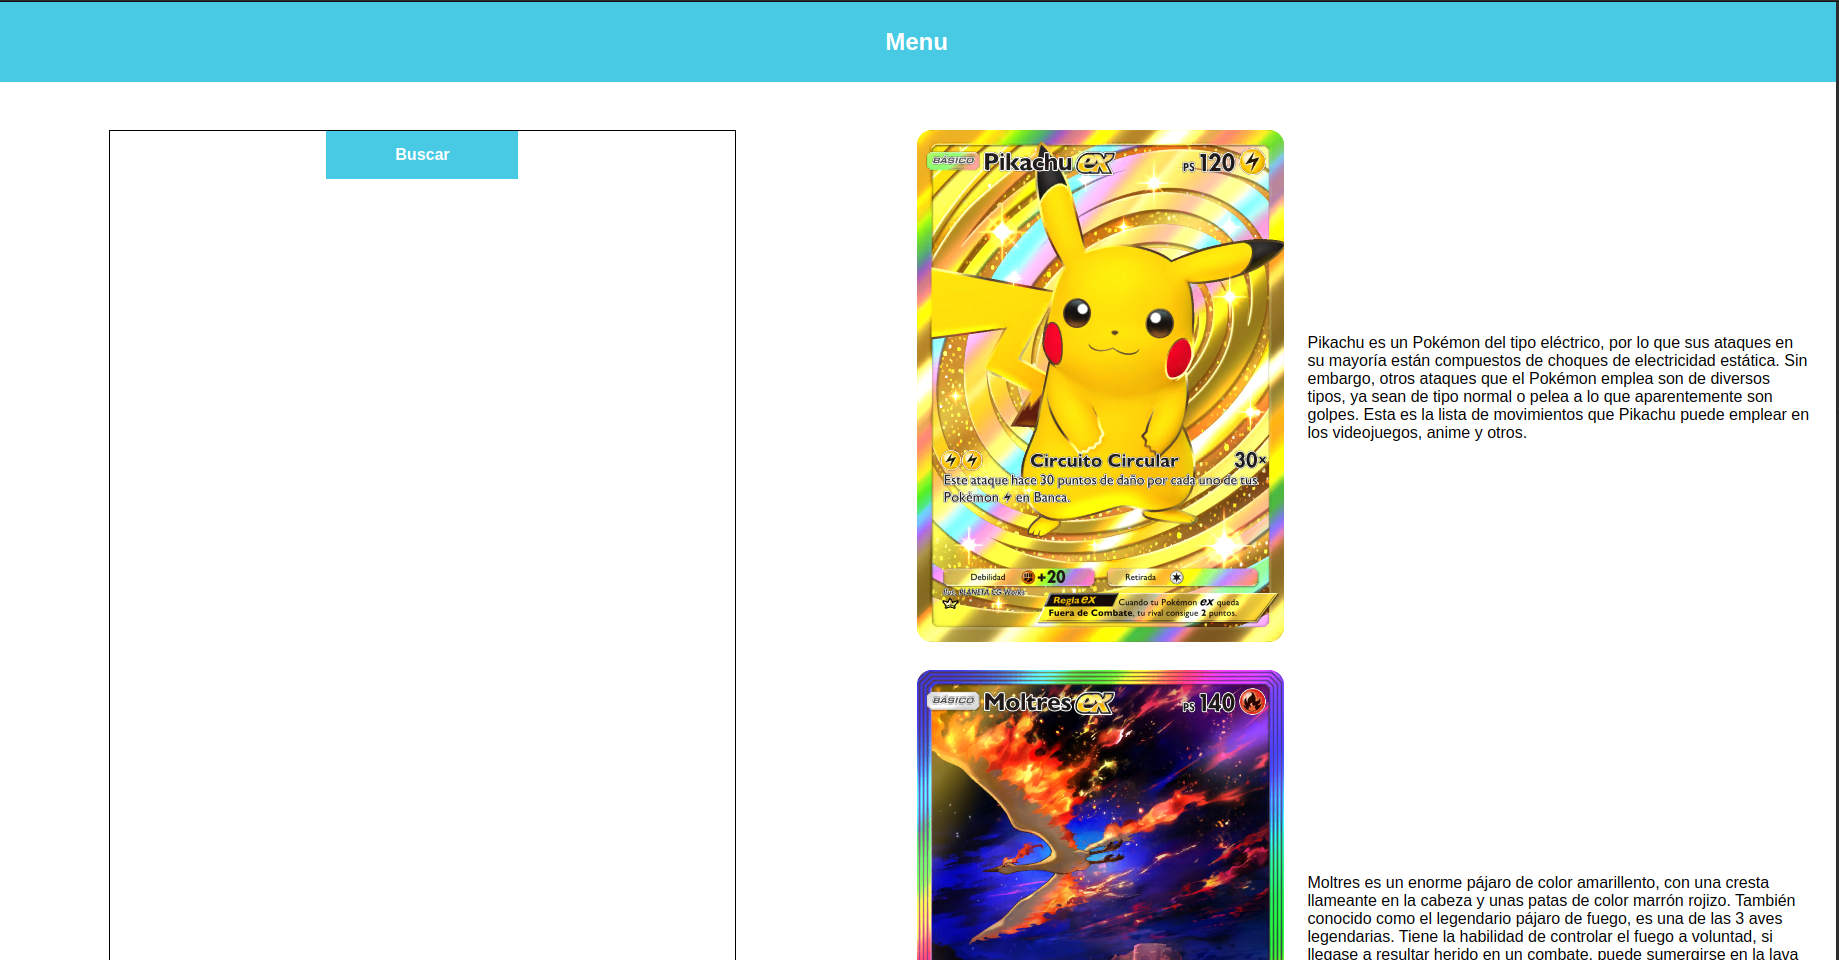 Menu
Buscar
BÁSICO Pikachu ex PS 120
Circuito Circular 30×
Este ataque hace 30 puntos de daño por cada uno de tus
Pokémon en Banca.
Debilidad +20 Retirada
Ilus. PLANETA CG Works
Regla ex Cuando tu Pokémon ex queda
Fuera de Combate, tu rival consigue 2 puntos.
Pikachu es un Pokémon del tipo eléctrico, por lo que sus ataques en
su mayoría están compuestos de choques de electricidad estática. Sin
embargo, otros ataques que el Pokémon emplea son de diversos
tipos, ya sean de tipo normal o pelea a lo que aparentemente son
golpes. Esta es la lista de movimientos que Pikachu puede emplear en
los videojuegos, anime y otros.
BÁSICO Moltres ex PS 140
Moltres es un enorme pájaro de color amarillento, con una cresta
llameante en la cabeza y unas patas de color marrón rojizo. También
conocido como el legendario pájaro de fuego, es una de las 3 aves
legendarias. Tiene la habilidad de controlar el fuego a voluntad, si
llegase a resultar herido en un combate, puede sumergirse en la lava